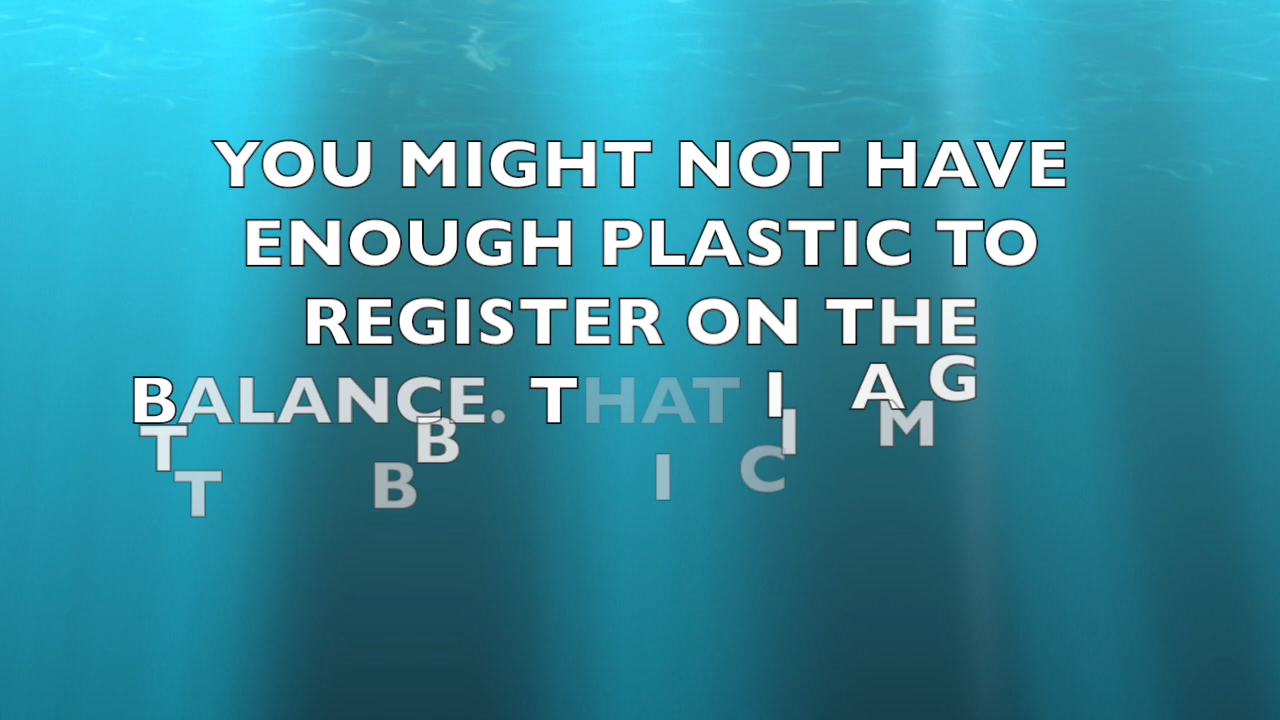 YOU MIGHT NOT HAVE
ENOUGH PLASTIC TO
REGISTER ON THE
BALANCE. THAT